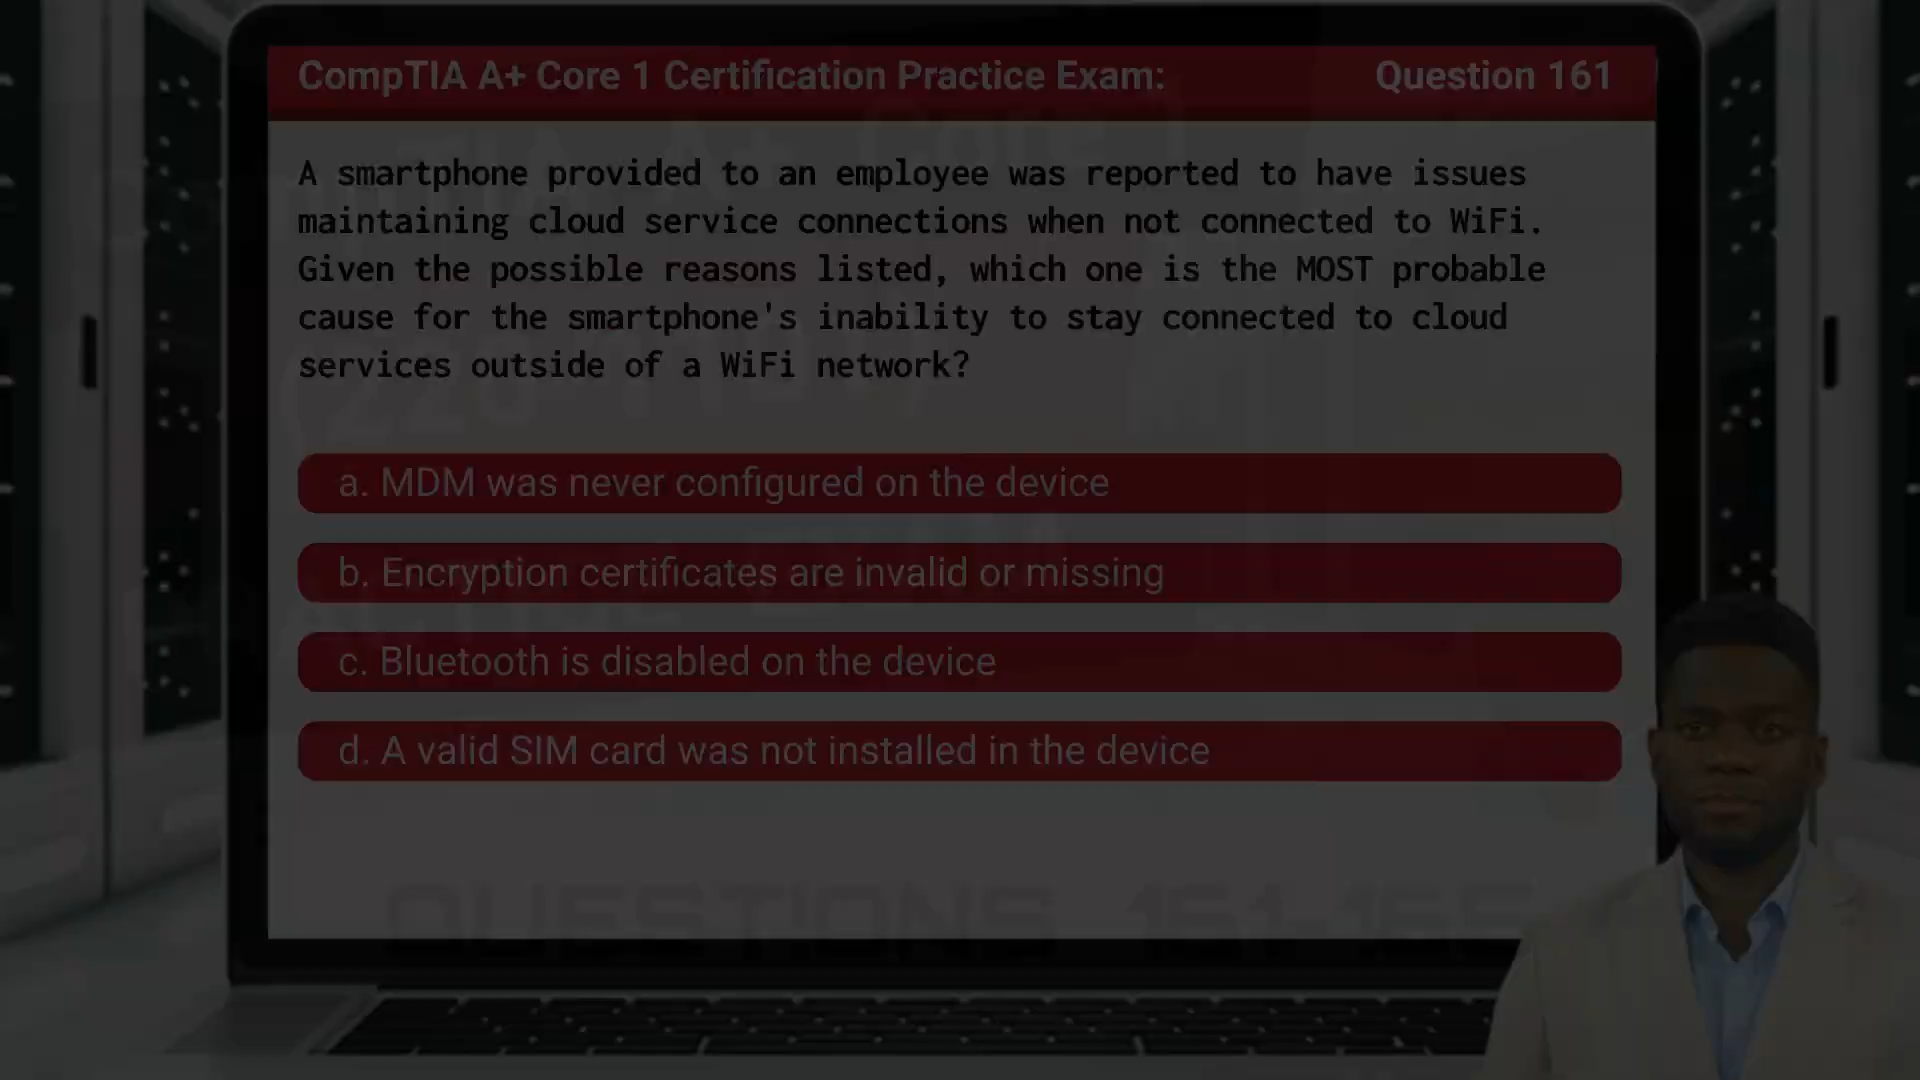 CompTIA A+ Core 1 Certification Practice Exam: Question 161
A smartphone provided to an employee was reported to have issues
maintaining cloud service connections when not connected to WiFi.
Given the possible reasons listed, which one is the MOST probable
cause for the smartphone's inability to stay connected to cloud
services outside of a WiFi network?
a. MDM was never configured on the device
b. Encryption certificates are invalid or missing
c. Bluetooth is disabled on the device
d. A valid SIM card was not installed in the device
QUESTIONS 161-165